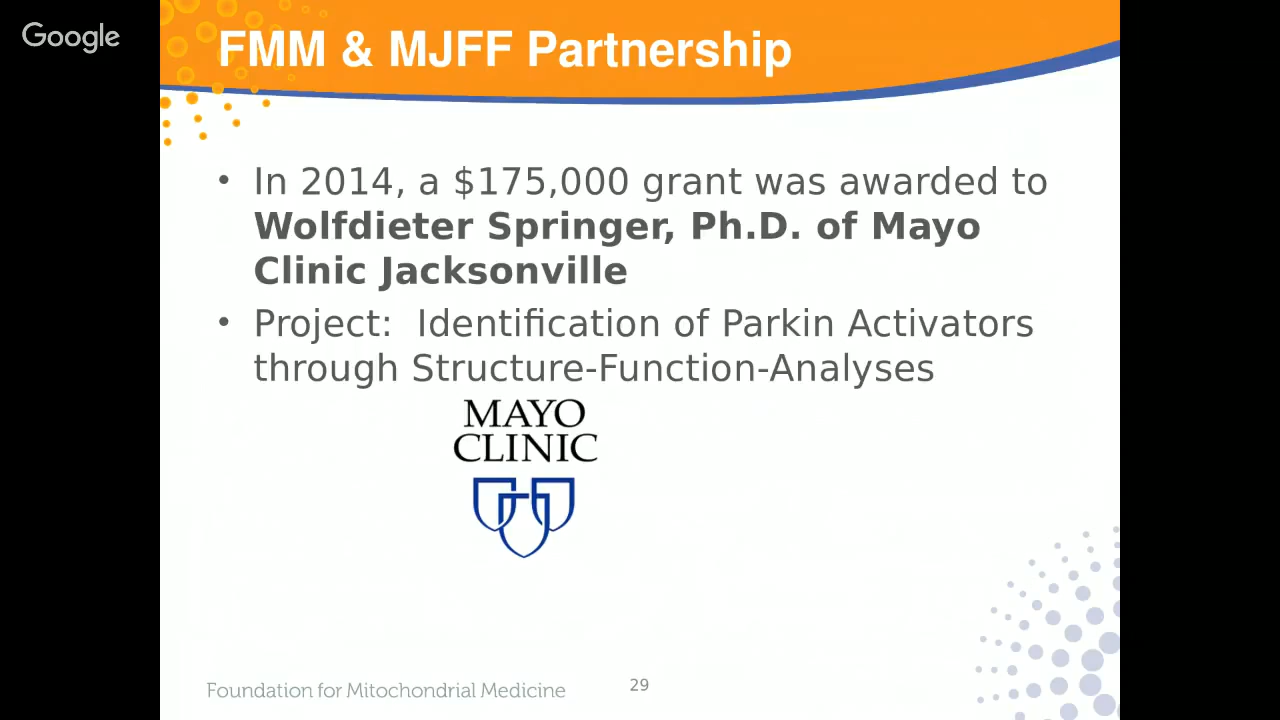 Google
FMM & MJFF Partnership
• In 2014, a $175,000 grant was awarded to
Wolfdieter Springer, Ph.D. of Mayo
Clinic Jacksonville
• Project:  Identification of Parkin Activators
through Structure-Function-Analyses
MAYO
CLINIC
Foundation for Mitochondrial Medicine
29